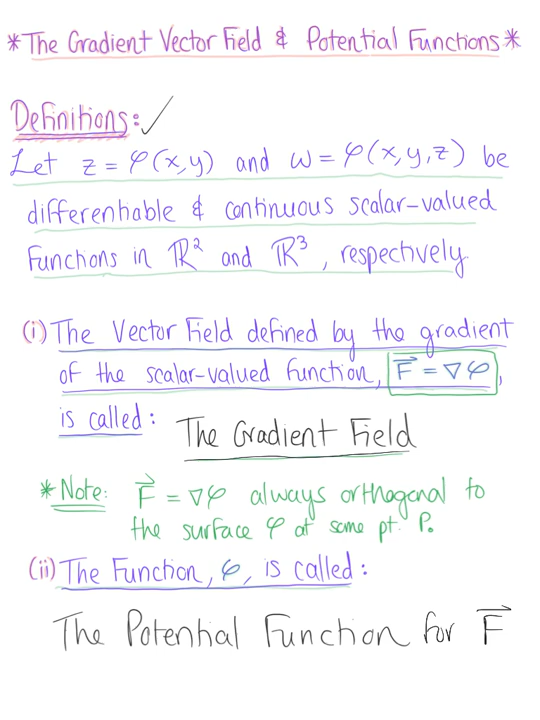 *The Gradient Vector Field & Potential Functions*
Definitions: ✓
Let z = φ(x,y) and ω = φ(x,y,z) be
differentiable & continuous scalar-valued
Functions in ℝ² and ℝ³, respectively.
(i) The Vector Field defined by the gradient
of the scalar-valued function, F⃗ = ∇φ,
is called: The Gradient Field
*Note: F⃗ = ∇φ always orthogonal to
the surface φ at some pt. P.
(ii) The Function, φ, is called:
The Potential Function for F⃗